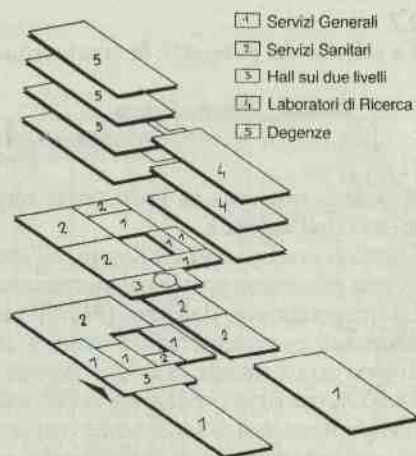 1 Servizi Generali
2 Servizi Sanitari
3 Hall sui due livelli
4 Laboratori di Ricerca
5 Degenze
5
5
5
4
4
2
2 1
1 1
2 1
3
2
2 2
1
1 1 2
3
1
1